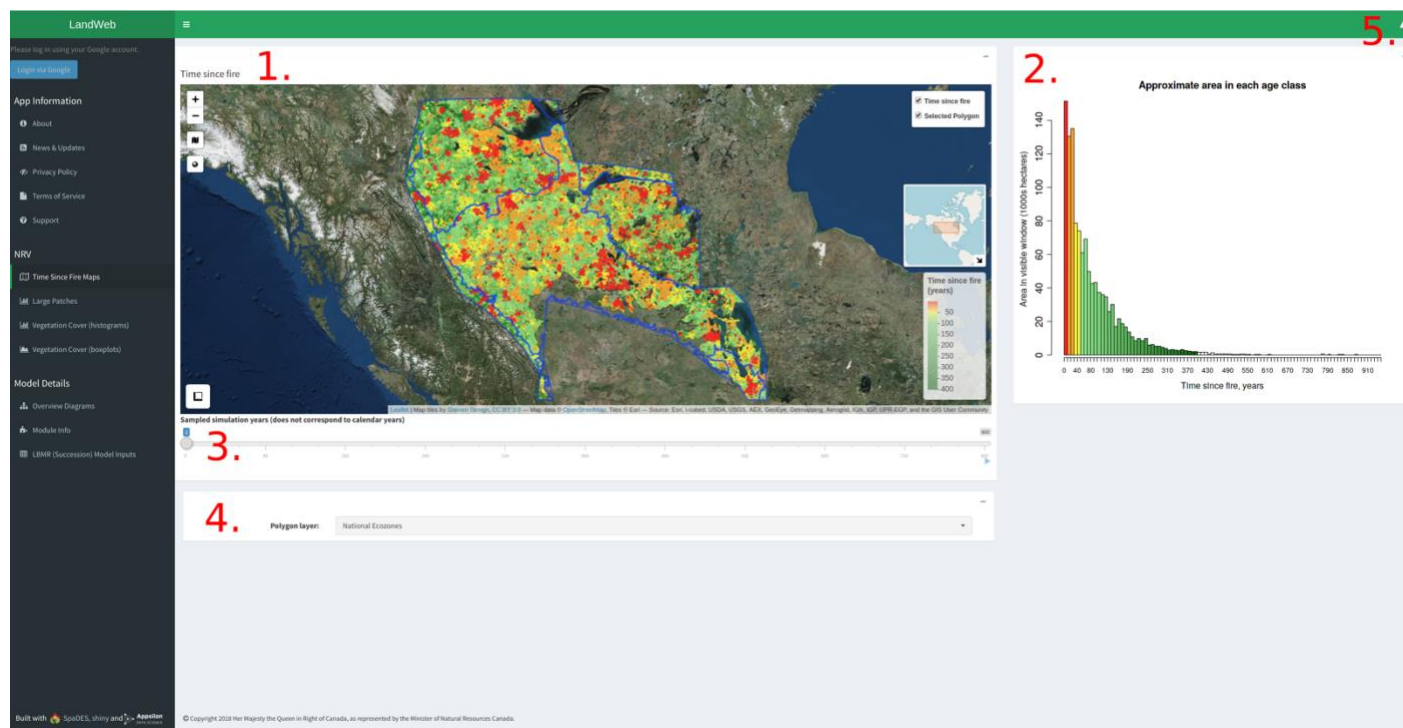 LandWeb
Please log in using your Google account.
Login via Google
App Information
About
News & Updates
Privacy Policy
Terms of Service
Support
NRV
Time Since Fire Maps
Large Patches
Vegetation Cover (histograms)
Vegetation Cover (boxplots)
Model Details
Overview Diagrams
Module Info
LBMR (Succession) Model Inputs
Built with SpaDES, shiny and Appsilon
1.
Time since fire
+
−
Time since fire
Selected Polygon
Time since fire
(years)
50
100
150
200
250
300
350
400
Sampled simulation years (does not correspond to calendar years)
3.
4.
Polygon layer: National Ecozones
© Copyright 2018 Her Majesty the Queen in Right of Canada, as represented by the Minister of Natural Resources Canada.
5.
2.
Approximate area in each age class
Area in visible window (1000s hectares)
140
120
100
80
60
40
20
0
0 40 80 130 190 250 310 370 430 490 550 610 670 730 790 850 910
Time since fire, years